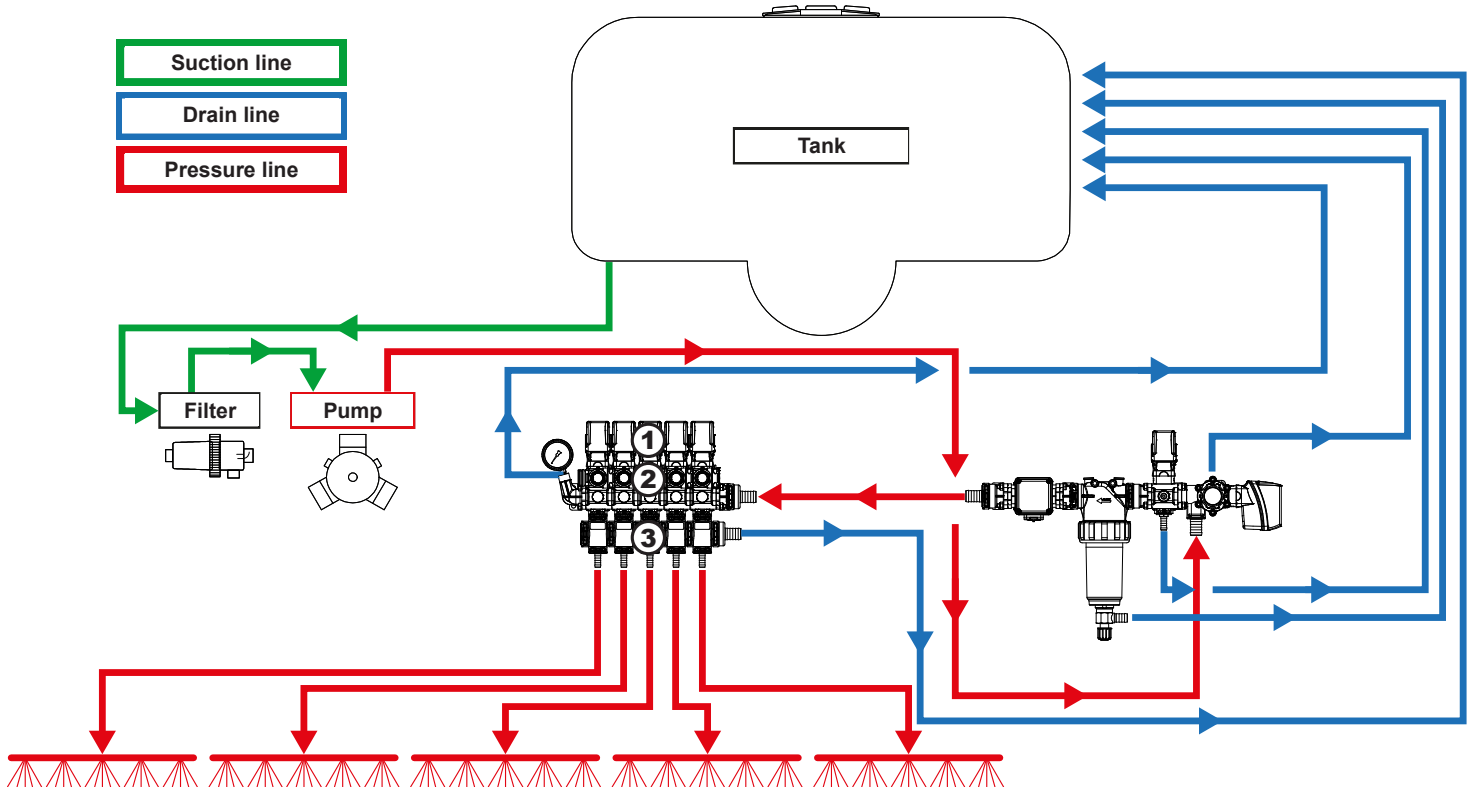 Suction line
Drain line
Pressure line
Tank
Filter
Pump
1
2
3